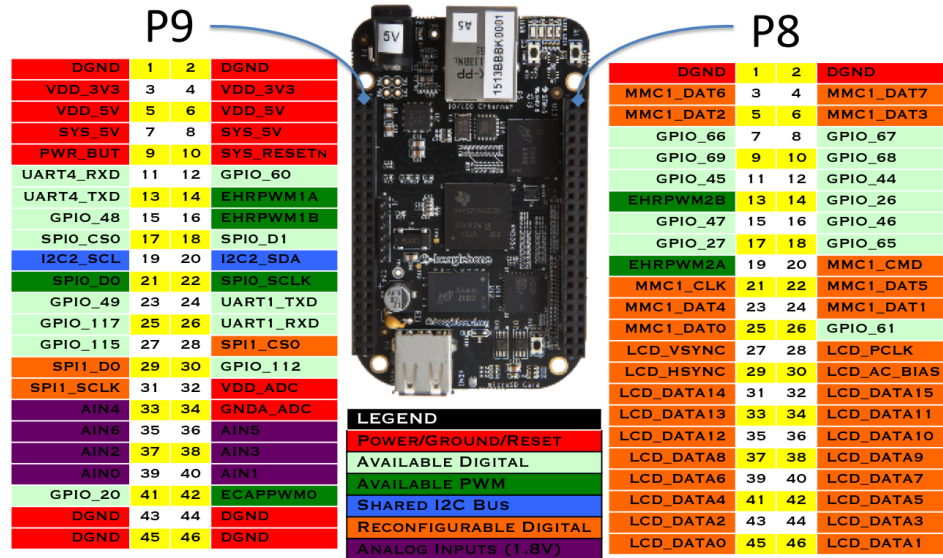 P9
P8
DGND 1 2 DGND
VDD_3V3 3 4 VDD_3V3
VDD_5V 5 6 VDD_5V
SYS_5V 7 8 SYS_5V
PWR_BUT 9 10 SYS_RESETN
UART4_RXD 11 12 GPIO_60
UART4_TXD 13 14 EHRPWM1A
GPIO_48 15 16 EHRPWM1B
SPI0_CS0 17 18 SPI0_D1
I2C2_SCL 19 20 I2C2_SDA
SPI0_D0 21 22 SPI0_SCLK
GPIO_49 23 24 UART1_TXD
GPIO_117 25 26 UART1_RXD
GPIO_115 27 28 SPI1_CS0
SPI1_D0 29 30 GPIO_112
SPI1_SCLK 31 32 VDD_ADC
AIN4 33 34 GNDA_ADC
AIN6 35 36 AIN5
AIN2 37 38 AIN3
AIN0 39 40 AIN1
GPIO_20 41 42 ECAPPWM0
DGND 43 44 DGND
DGND 45 46 DGND
5V
A5
1513BBBK0001
10/100 Ethernet
beaglebone
MicroSD Card
LEGEND
POWER/GROUND/RESET
AVAILABLE DIGITAL
AVAILABLE PWM
SHARED I2C BUS
RECONFIGURABLE DIGITAL
ANALOG INPUTS (1.8V)
DGND 1 2 DGND
MMC1_DAT6 3 4 MMC1_DAT7
MMC1_DAT2 5 6 MMC1_DAT3
GPIO_66 7 8 GPIO_67
GPIO_69 9 10 GPIO_68
GPIO_45 11 12 GPIO_44
EHRPWM2B 13 14 GPIO_26
GPIO_47 15 16 GPIO_46
GPIO_27 17 18 GPIO_65
EHRPWM2A 19 20 MMC1_CMD
MMC1_CLK 21 22 MMC1_DAT5
MMC1_DAT4 23 24 MMC1_DAT1
MMC1_DAT0 25 26 GPIO_61
LCD_VSYNC 27 28 LCD_PCLK
LCD_HSYNC 29 30 LCD_AC_BIAS
LCD_DATA14 31 32 LCD_DATA15
LCD_DATA13 33 34 LCD_DATA11
LCD_DATA12 35 36 LCD_DATA10
LCD_DATA8 37 38 LCD_DATA9
LCD_DATA6 39 40 LCD_DATA7
LCD_DATA4 41 42 LCD_DATA5
LCD_DATA2 43 44 LCD_DATA3
LCD_DATA0 45 46 LCD_DATA1